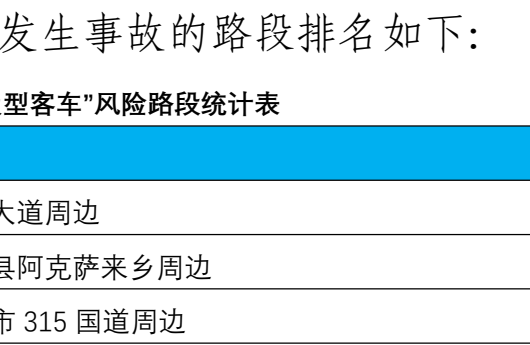 发生事故的路段排名如下：
型客车”风险路段统计表
大道周边
县阿克萨来乡周边
市 315 国道周边